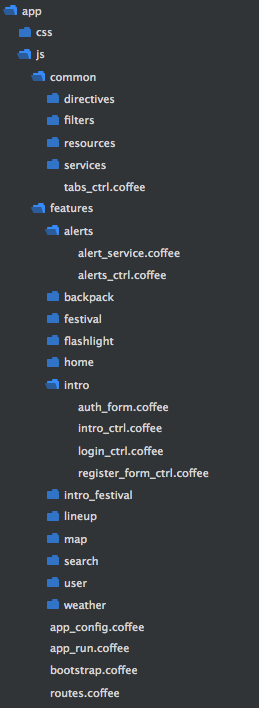 app
css
js
common
directives
filters
resources
services
tabs_ctrl.coffee
features
alerts
alert_service.coffee
alerts_ctrl.coffee
backpack
festival
flashlight
home
intro
auth_form.coffee
intro_ctrl.coffee
login_ctrl.coffee
register_form_ctrl.coffee
intro_festival
lineup
map
search
user
weather
app_config.coffee
app_run.coffee
bootstrap.coffee
routes.coffee